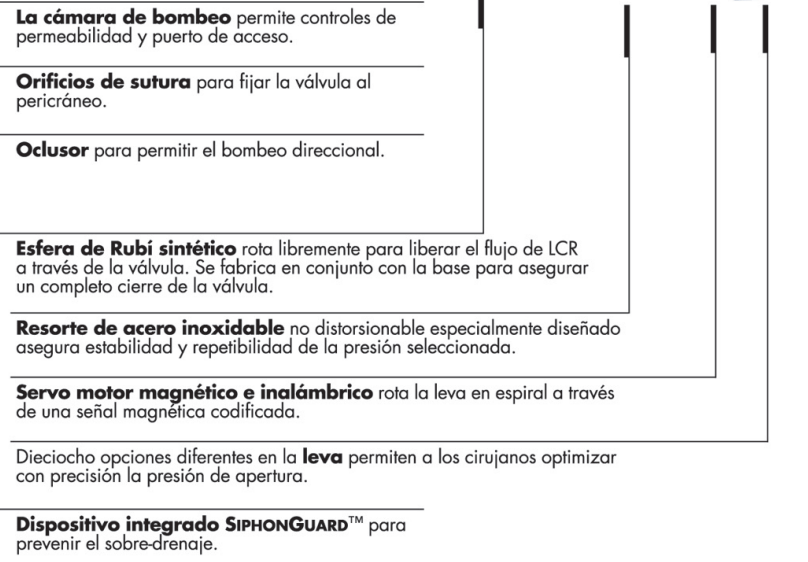 La cámara de bombeo permite controles de
permeabilidad y puerto de acceso.
Orificios de sutura para fijar la válvula al
pericráneo.
Oclusor para permitir el bombeo direccional.
Esfera de Rubí sintético rota libremente para liberar el flujo de LCR
a través de la válvula. Se fabrica en conjunto con la base para asegurar
un completo cierre de la válvula.
Resorte de acero inoxidable no distorsionable especialmente diseñado
asegura estabilidad y repetibilidad de la presión seleccionada.
Servo motor magnético e inalámbrico rota la leva en espiral a través
de una señal magnética codificada.
Dieciocho opciones diferentes en la leva permiten a los cirujanos optimizar
con precisión la presión de apertura.
Dispositivo integrado SIPHONGUARD™ para
prevenir el sobre-drenaje.